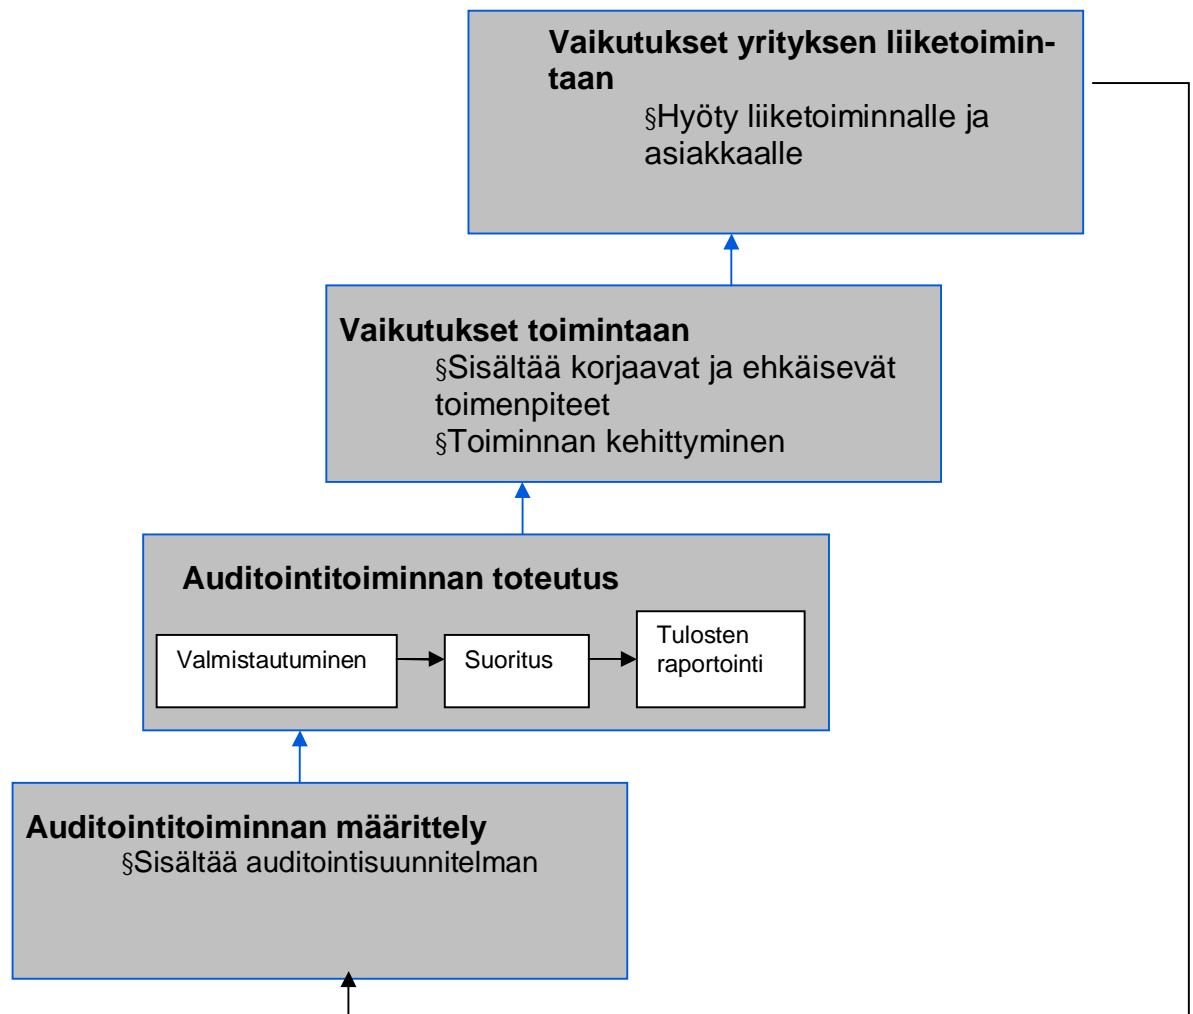 Vaikutukset yrityksen liiketoimin-
taan
§Hyöty liiketoiminnalle ja
asiakkaalle
Vaikutukset toimintaan
§Sisältää korjaavat ja ehkäisevät
toimenpiteet
§Toiminnan kehittyminen
Auditointitoiminnan toteutus
Valmistautuminen
Suoritus
Tulosten
raportointi
Auditointitoiminnan määrittely
§Sisältää auditointisuunnitelman